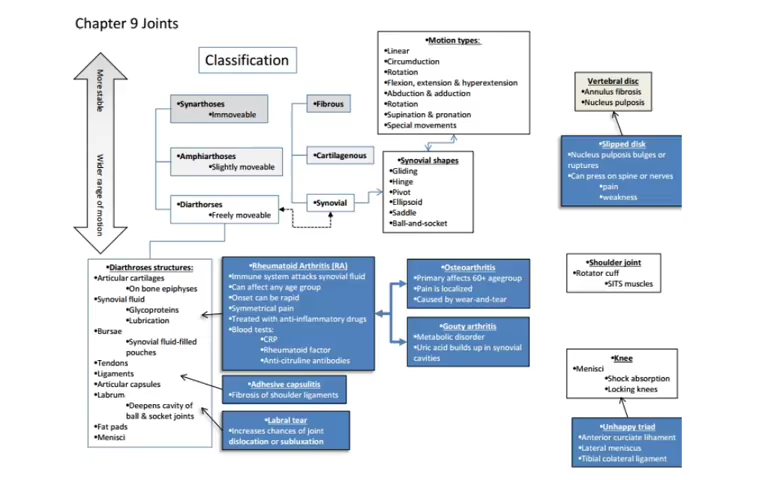 Chapter 9 Joints
Classification
More stable
Wider range of motion
•Synarthoses
•Immoveable
•Amphiarthoses
•Slightly moveable
•Diarthorses
•Freely moveable
•Fibrous
•Cartilagenous
•Synovial
•Motion types:
•Linear
•Circumduction
•Rotation
•Flexion, extension & hyperextension
•Abduction & adduction
•Rotation
•Supination & pronation
•Special movements
•Synovial shapes
•Gliding
•Hinge
•Pivot
•Ellipsoid
•Saddle
•Ball-and-socket
Vertebral disc
•Annulus fibrosis
•Nucleus pulposis
•Slipped disk
•Nucleus pulposis bulges or
ruptures
•Can press on spine or nerves
•pain
•weakness
•Diarthroses structures:
•Articular cartilages
•On bone epiphyses
•Synovial fluid
•Glycoproteins
•Lubrication
•Bursae
•Synovial fluid-filled
pouches
•Tendons
•Ligaments
•Articular capsules
•Labrum
•Deepens cavity of
ball & socket joints
•Fat pads
•Menisci
•Rheumatoid Arthritis (RA)
•Immune system attacks synovial fluid
•Can affect any age group
•Onset can be rapid
•Symmetrical pain
•Treated with anti-inflammatory drugs
•Blood tests:
•CRP
•Rheumatoid factor
•Anti-citruline antibodies
•Adhesive capsulitis
•Fibrosis of shoulder ligaments
•Labral tear
•Increases chances of joint
dislocation or subluxation
•Osteoarthritis
•Primary affects 60+ agegroup
•Pain is localized
•Caused by wear-and-tear
•Gouty arthritis
•Metabolic disorder
•Uric acid builds up in synovial
cavities
Shoulder joint
•Rotator cuff
•SITS muscles
•Knee
•Menisci
•Shock absorption
•Locking knees
•Unhappy triad
•Anterior curciate lihament
•Lateral meniscus
•Tibial colateral ligament